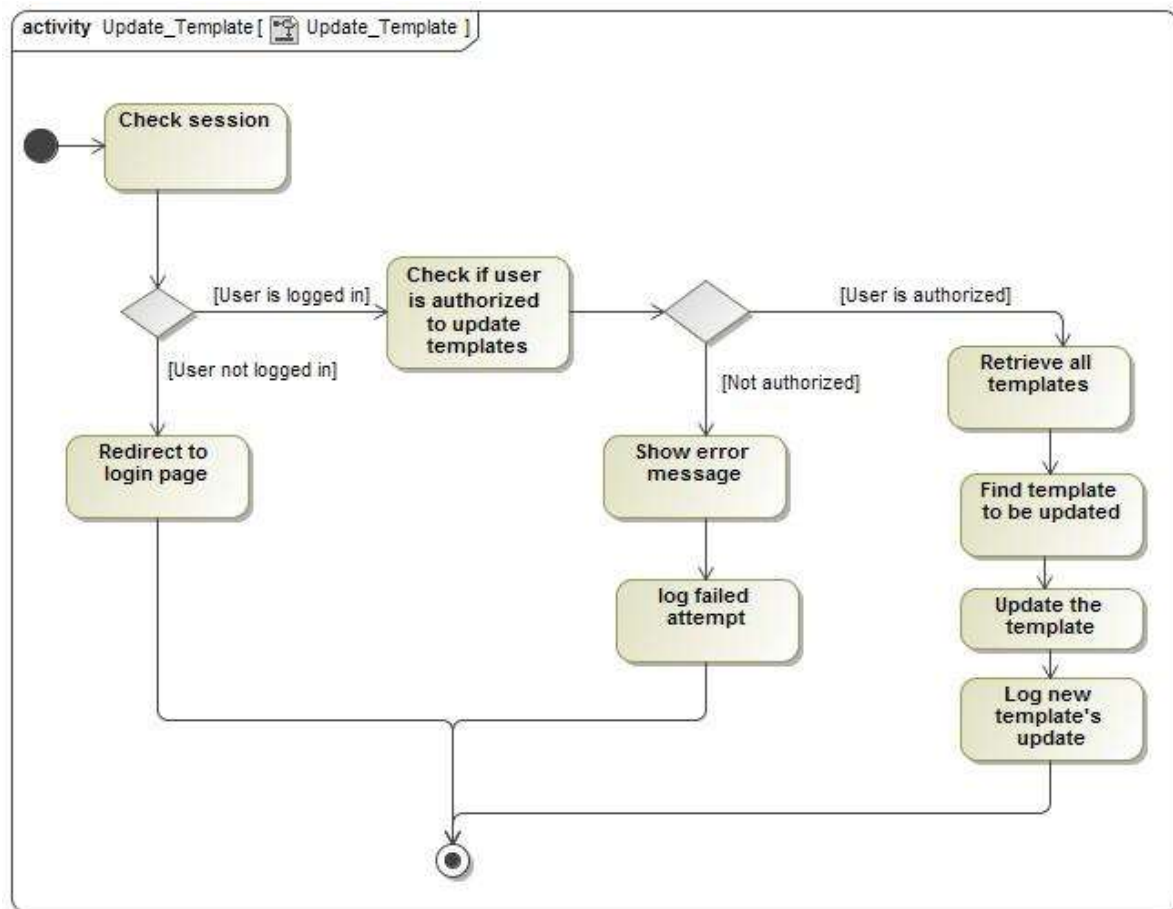 activity Update_Template [ Update_Template ]
Check session
[User is logged in]
Check if user
is authorized
to update
templates
[User is authorized]
[User not logged in]
[Not authorized]
Retrieve all
templates
Redirect to
login page
Show error
message
Find template
to be updated
log failed
attempt
Update the
template
Log new
template's
update